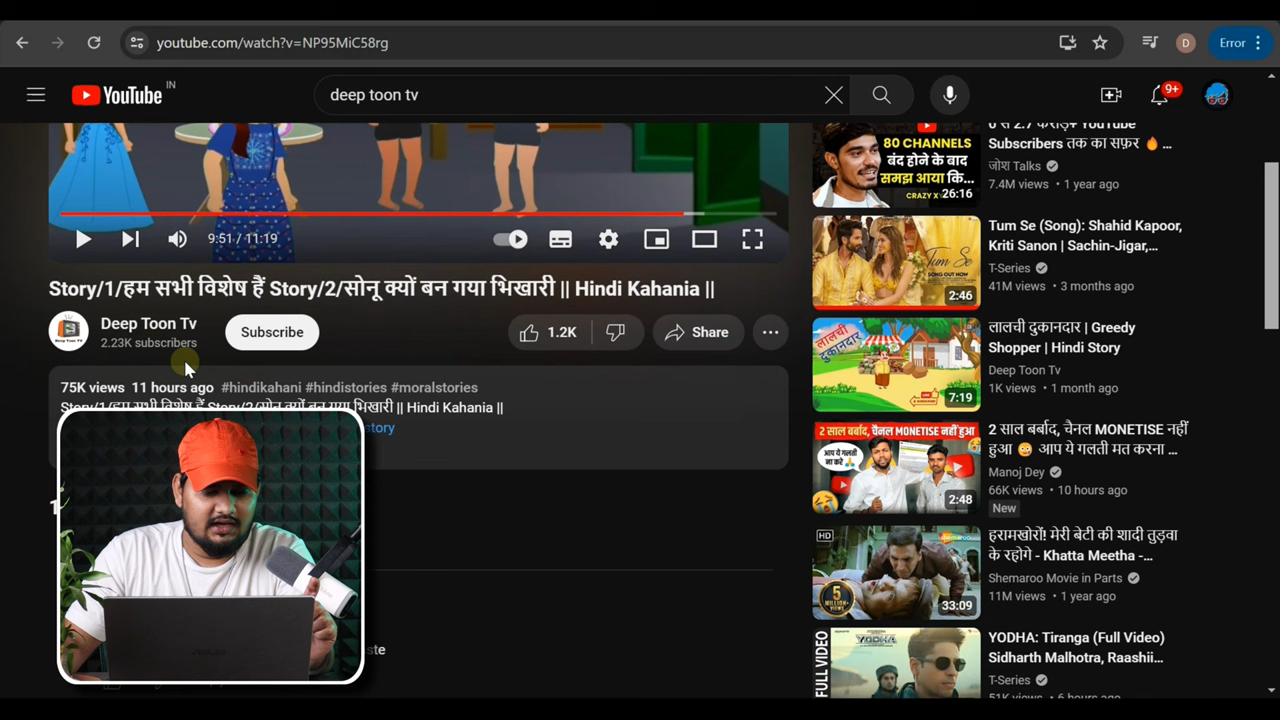 youtube.com/watch?v=NP95MiC58rg
D
Error
YouTube IN
deep toon tv
9+
9:51 / 11:19
Story/1/हम सभी विशेष हैं Story/2/सोनू क्यों बन गया भिखारी || Hindi Kahania ||
Deep Toon Tv
2.23K subscribers
Subscribe
1.2K
Share
75K views 11 hours ago #hindikahani #hindistories #moralstories
Story/1/हम सभी विशेष हैं Story/2/सोनू क्यों बन गया भिखारी || Hindi Kahania ||
story
ste
80 CHANNELS
बंद होने के बाद
समझ आया कि...
CRAZY X
26:16
6 से 2.7 करोड़+ YouTube
Subscribers तक का सफ़र 🔥 ...
जोश Talks
7.4M views • 1 year ago
SONG OUT NOW
2:46
Tum Se (Song): Shahid Kapoor,
Kriti Sanon | Sachin-Jigar,...
T-Series
41M views • 3 months ago
लालची
दुकानदार
7:19
लालची दुकानदार | Greedy
Shopper | Hindi Story
Deep Toon Tv
1K views • 1 month ago
2 साल बर्बाद, चैनल MONETISE नहीं हुआ
आप ये गलती
ना करे
2:48
2 साल बर्बाद, चैनल MONETISE नहीं
हुआ 😳 आप ये गलती मत करना ...
Manoj Dey
66K views • 10 hours ago
New
HD
5
33:09
हरामखोरों! मेरी बेटी की शादी तुड़वा
के रहोगे - Khatta Meetha -...
Shemaroo Movie in Parts
11M views • 1 year ago
FULL VIDEO
YODHA: Tiranga (Full Video)
Sidharth Malhotra, Raashii...
T-Series
51K views • 6 hours ago